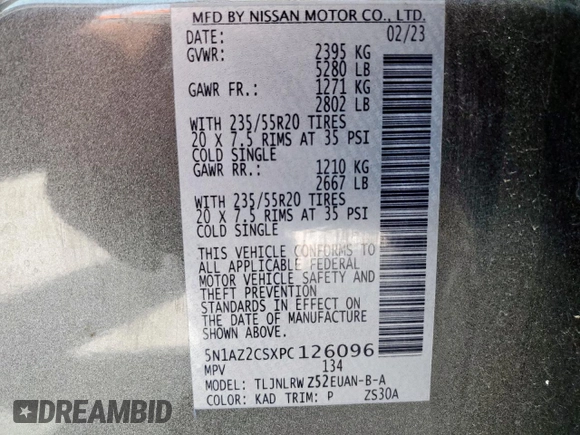 MFD BY NISSAN MOTOR CO., LTD.
DATE: 02/23
GVWR: 2395 KG
5280 LB
GAWR FR.: 1271 KG
2802 LB
WITH 235/55R20 TIRES
20 X 7.5 RIMS AT 35 PSI
COLD SINGLE
GAWR RR.: 1210 KG
2667 LB
WITH 235/55R20 TIRES
20 X 7.5 RIMS AT 35 PSI
COLD SINGLE
THIS VEHICLE CONFORMS TO
ALL APPLICABLE FEDERAL
MOTOR VEHICLE SAFETY AND
THEFT PREVENTION
STANDARDS IN EFFECT ON
THE DATE OF MANUFACTURE
SHOWN ABOVE.
5N1AZ2CSXPC126096
MPV 134
MODEL: TLJNLRW Z52EUAN-B-A
COLOR: KAD TRIM: P ZS30A
DEALER'S HISTORY